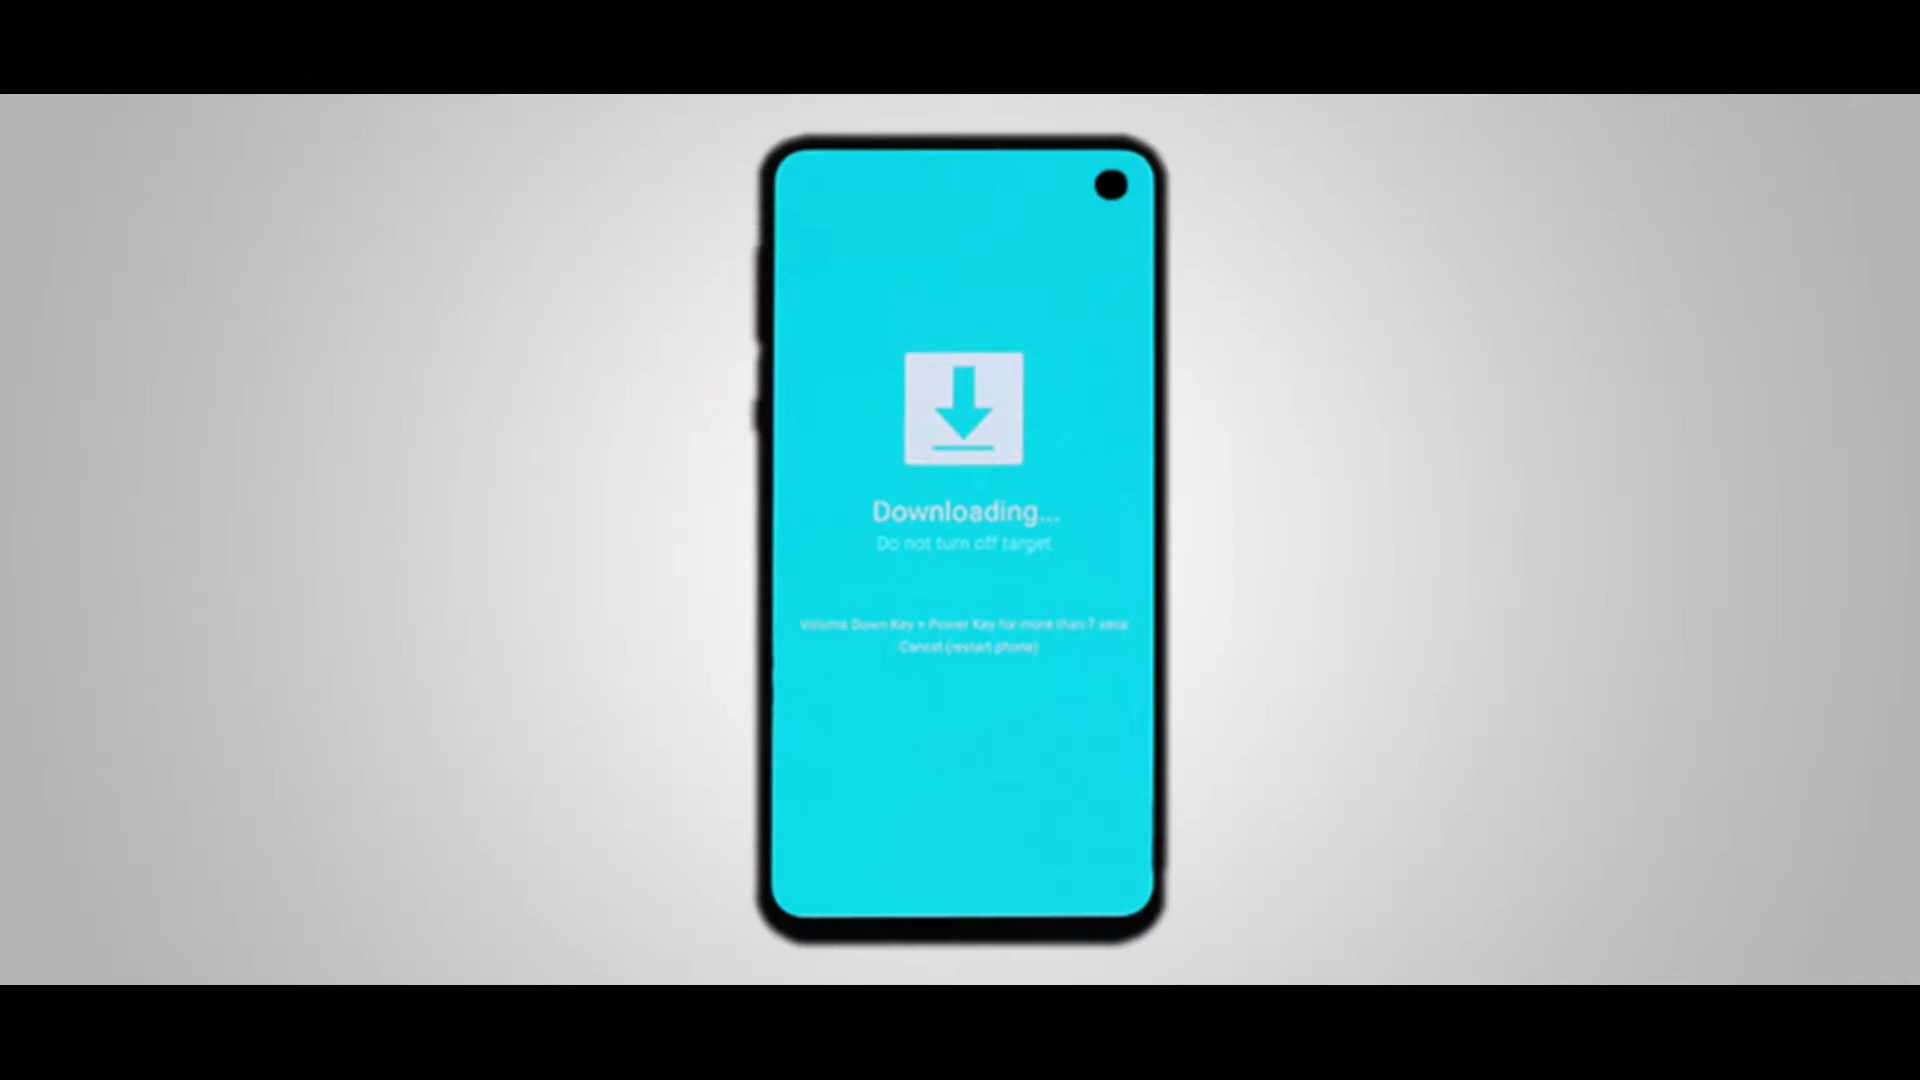 Downloading...
Do not turn off target
Volume Down Key + Power Key for more than 7 secs
Cancel (restart phone)